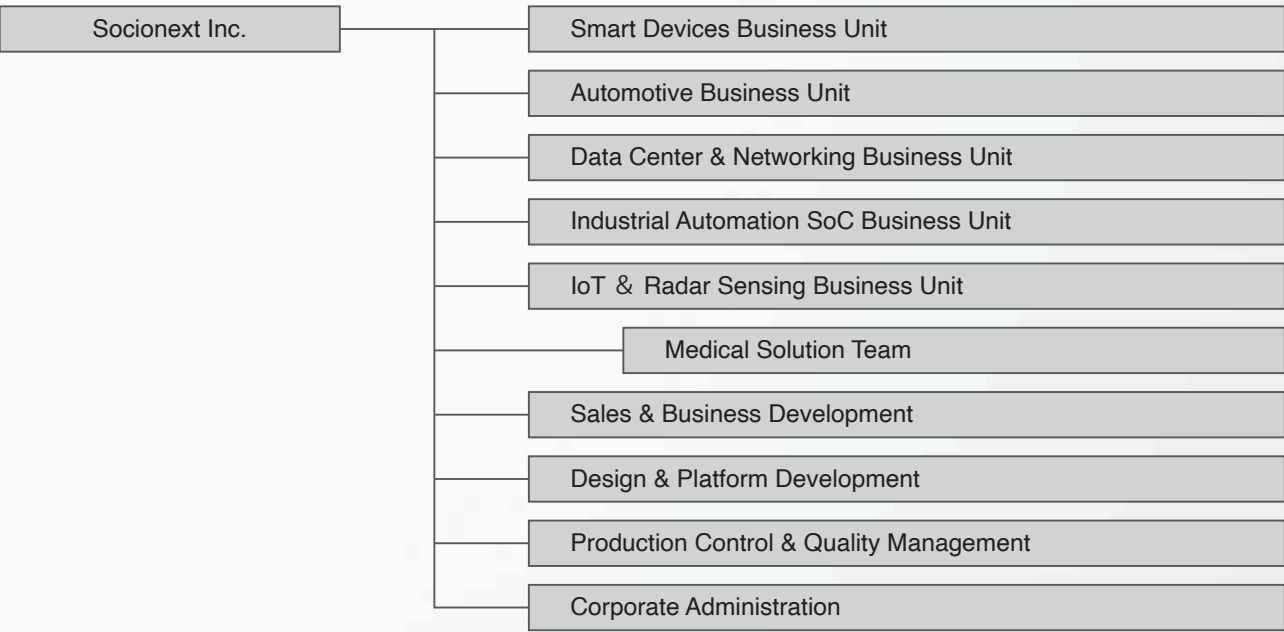 Socionext Inc.
Smart Devices Business Unit
Automotive Business Unit
Data Center & Networking Business Unit
Industrial Automation SoC Business Unit
IoT ＆ Radar Sensing Business Unit
Medical Solution Team
Sales & Business Development
Design & Platform Development
Production Control & Quality Management
Corporate Administration